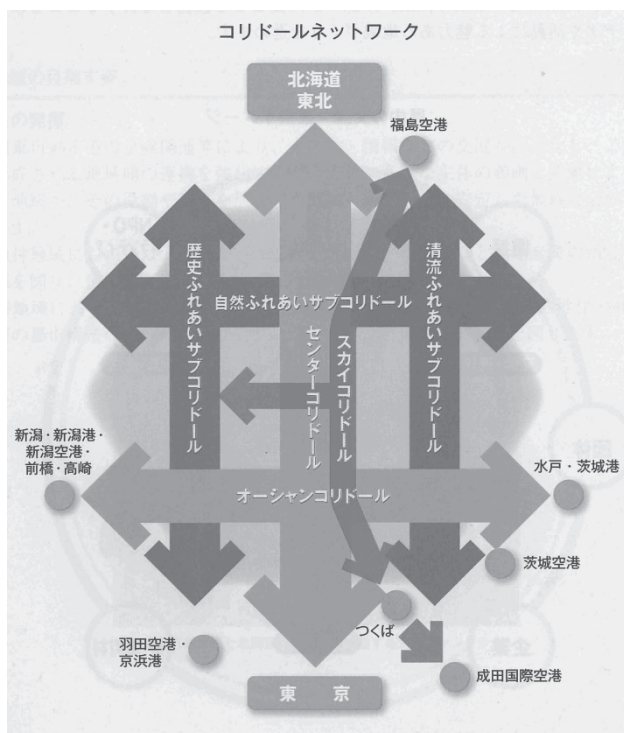 コリドールネットワーク
北海道
東北
福島空港
歴史ふれあいサブコリドール
自然ふれあいサブコリドール
センターコリドール
スカイコリドール
清流ふれあいサブコリドール
新潟・新潟港・
新潟空港・
前橋・高崎
オーシャンコリドール
水戸・茨城港
茨城空港
つくば
羽田空港・
京浜港
成田国際空港
東　京